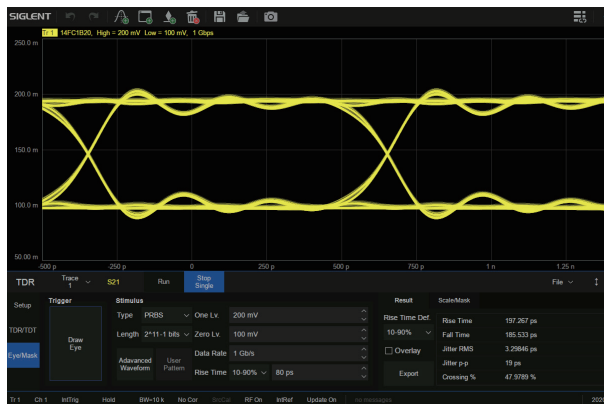 SIGLENT
Tr 1 14FC1B20, High = 200 mV Low = 100 mV, 1 Gbps
250.0 m
200.0 m
150.0 m
100.0 m
50.00 m
-500 p -250 p 0 250 p 500 p 750 p 1 n 1.25 n
TDR Trace 1 S21 Run Stop Single File
Setup Trigger Stimulus Result Scale/Mask
Type PRBS One Lv. 200 mV Rise Time Def. Rise Time 197.267 ps
TDR/TDT Length 2^11-1 bits Zero Lv. 100 mV 10-90% Fall Time 185.533 ps
Draw Eye Data Rate 1 Gb/s Overlay Jitter RMS 3.29846 ps
Eye/Mask Adavanced Waveform User Pattern Jitter p-p 19 ps
Rise Time 10-90% 80 ps Export Crossing % 47.9789 %
Tr 1 Ch 1 IntTrig Hold BW=10 k No Cor SrcCal RF On IntRef Update On no messages 202